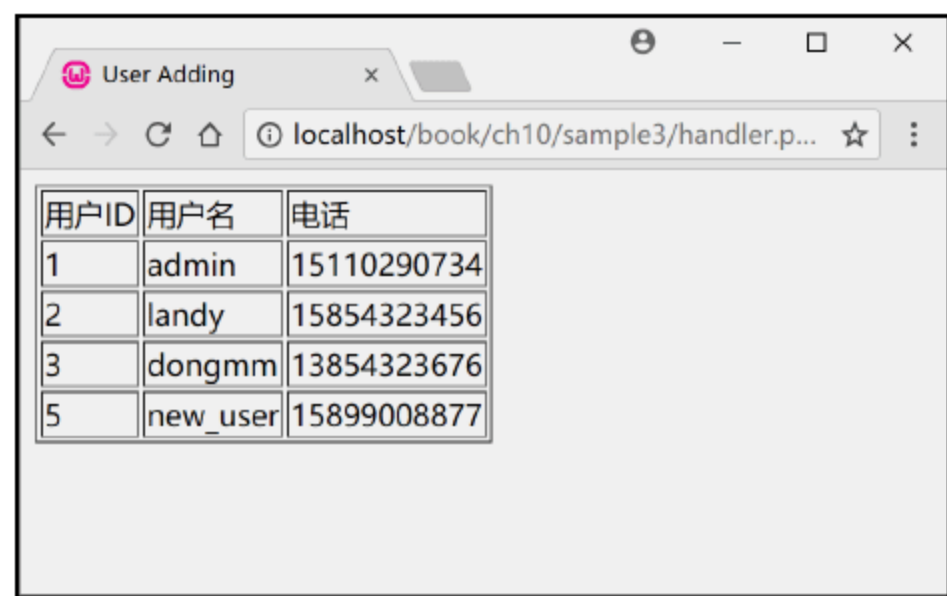 User Adding
localhost/book/ch10/sample3/handler.p...
用户ID 用户名 电话
1 admin 15110290734
2 landy 15854323456
3 dongmm 13854323676
5 new_user 15899008877